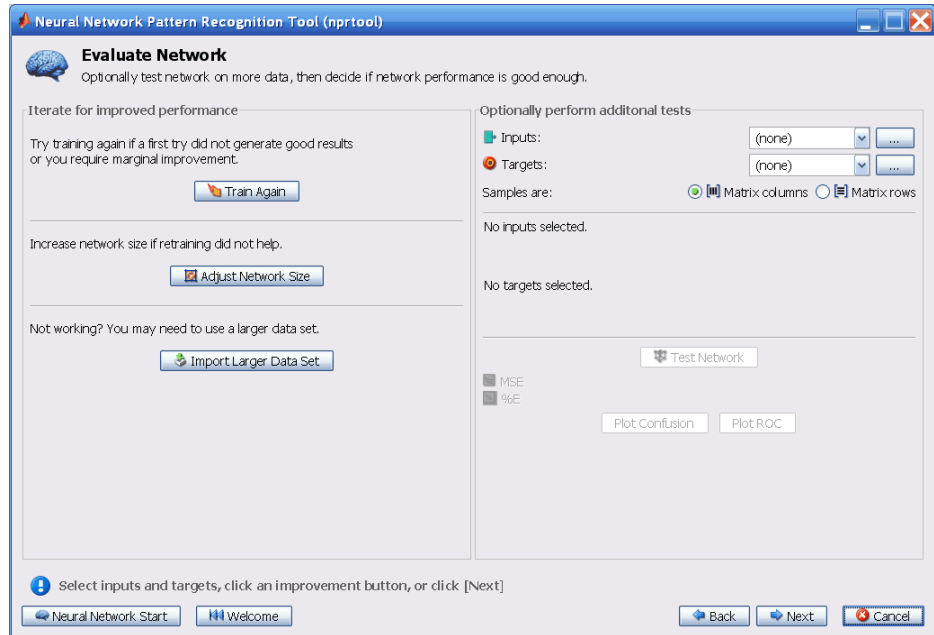 Neural Network Pattern Recognition Tool (nprtool)
Evaluate Network
Optionally test network on more data, then decide if network performance is good enough.
Iterate for improved performance
Try training again if a first try did not generate good results
or you require marginal improvement.
Train Again
Increase network size if retraining did not help.
Adjust Network Size
Not working? You may need to use a larger data set.
Import Larger Data Set
Optionally perform additonal tests
Inputs: (none) ...
Targets: (none) ...
Samples are: Matrix columns Matrix rows
No inputs selected.
No targets selected.
Test Network
MSE
%E
Plot Confusion Plot ROC
Select inputs and targets, click an improvement button, or click [Next]
Neural Network Start Welcome Back Next Cancel